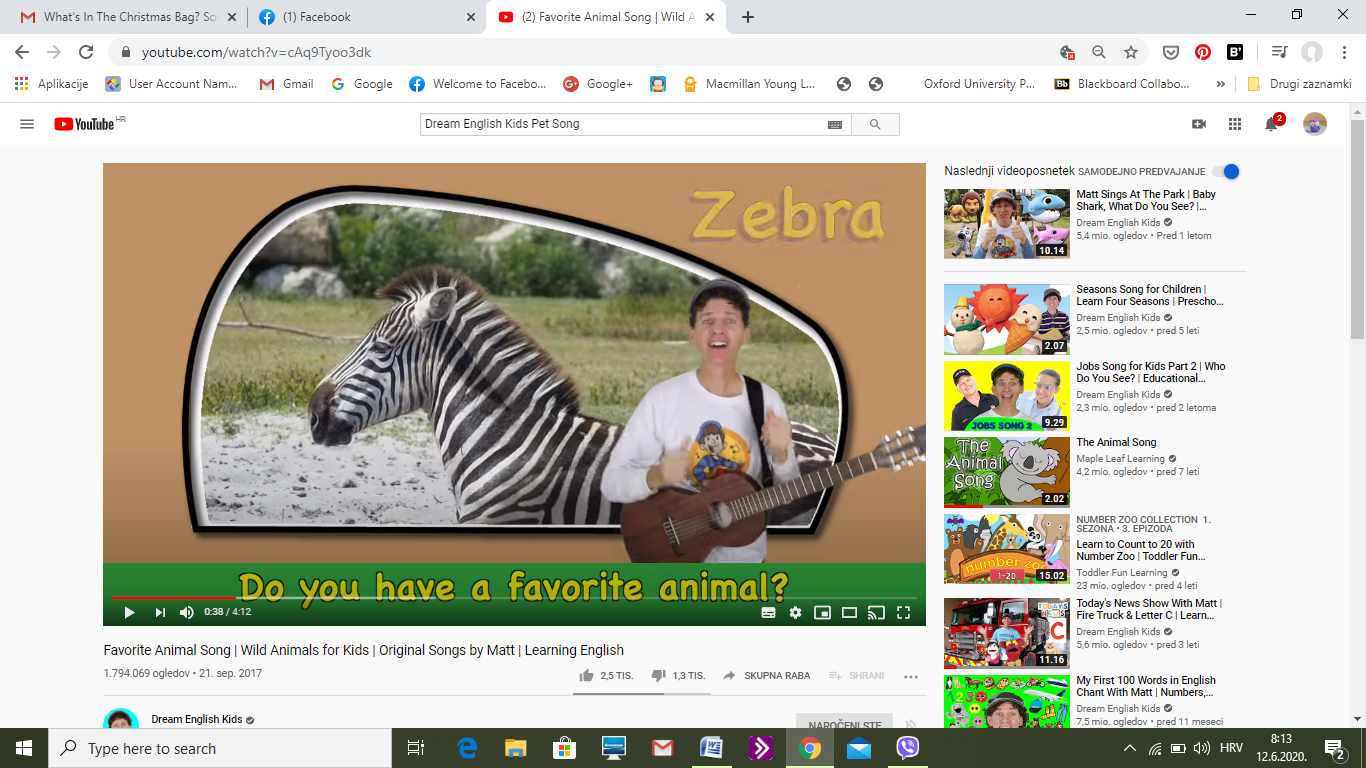 What's In The Christmas Bag? So
(1) Facebook
(2) Favorite Animal Song | Wild A
youtube.com/watch?v=cAq9Tyoo3dk
Aplikacije
User Account Nam...
Gmail
Google
Welcome to Facebo...
Google+
Macmillan Young L...
Oxford University P...
Bb
Blackboard Collabo...
»
Drugi zaznamki
YouTube HR
Dream English Kids Pet Song
2
Zebra
Do you have a favorite animal?
0:38 / 4:12
Favorite Animal Song | Wild Animals for Kids | Original Songs by Matt | Learning English
1.794.069 ogledov • 21. sep. 2017
2,5 TIS.
1,3 TIS.
SKUPNA RABA
SHRANI
Dream English Kids
NAROČENI STE
Naslednji videoposnetek
SAMODEJNO PREDVAJANJE
10.14
Matt Sings At The Park | Baby
Shark, What Do You See? |...
Dream English Kids
5,4 mio. ogledov • Pred 1 letom
2.07
Seasons Song for Children |
Learn Four Seasons | Prescho...
Dream English Kids
2,5 mio. ogledov • pred 5 leti
JOBS SONG 2
9.29
Jobs Song for Kids Part 2 | Who
Do You See? | Educational...
Dream English Kids
2,3 mio. ogledov • pred 2 letoma
The
Animal
Song
2.02
The Animal Song
Maple Leaf Learning
4,2 mio. ogledov • pred 7 leti
number zoo
1-20
15.02
NUMBER ZOO COLLECTION 1.
SEZONA • 3. EPIZODA
Learn to Count to 20 with
Number Zoo | Toddler Fun...
Toddler Fun Learning
23 mio. ogledov • pred 4 leti
C
11.16
Today's News Show With Matt |
Fire Truck & Letter C | Learn...
Dream English Kids
5,6 mio. ogledov • pred 3 leti
My First 100 Words in English
Chant With Matt | Numbers,...
Dream English Kids
7,5 mio. ogledov • pred 11 meseci
Type here to search
HRV
8:13
12.6.2020.
2